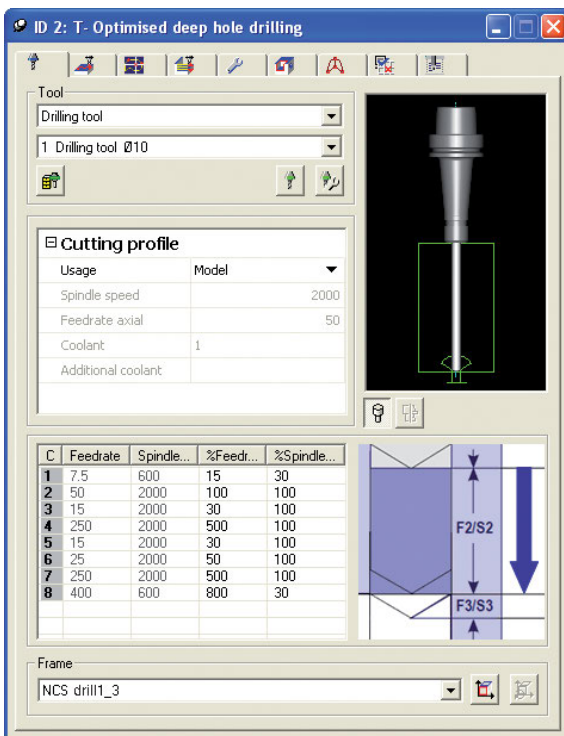 ID 2: T- Optimised deep hole drilling
Tool
Drilling tool
1 Drilling tool Ø10
Cutting profile
Usage Model
Spindle speed 2000
Feedrate axial 50
Coolant 1
Additional coolant
C Feedrate Spindle... %Feedr... %Spindle...
1 7.5 600 15 30
2 50 2000 100 100
3 15 2000 30 100
4 250 2000 500 100
5 15 2000 30 100
6 25 2000 50 100
7 250 2000 500 100
8 400 600 800 30
F2/S2
F3/S3
Frame
NCS drill1_3